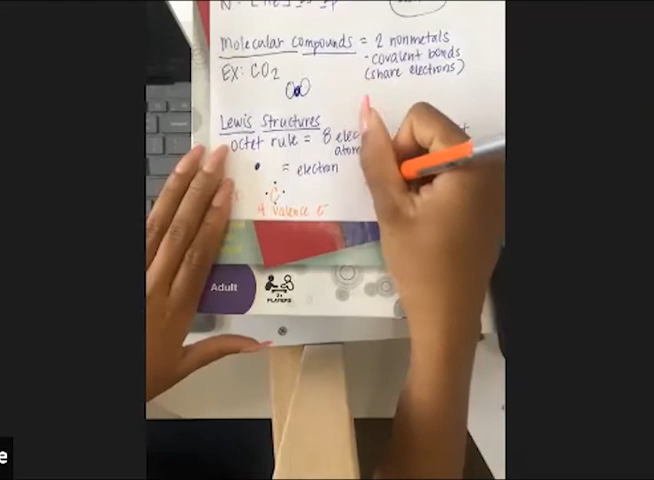 Molecular compounds = 2 nonmetals
- covalent bonds
(share electrons)
EX: CO2
Lewis Structures
octet rule = 8 elec
atom
• = electron
C
4 valence e-
Adult
2+
PLAYERS
e